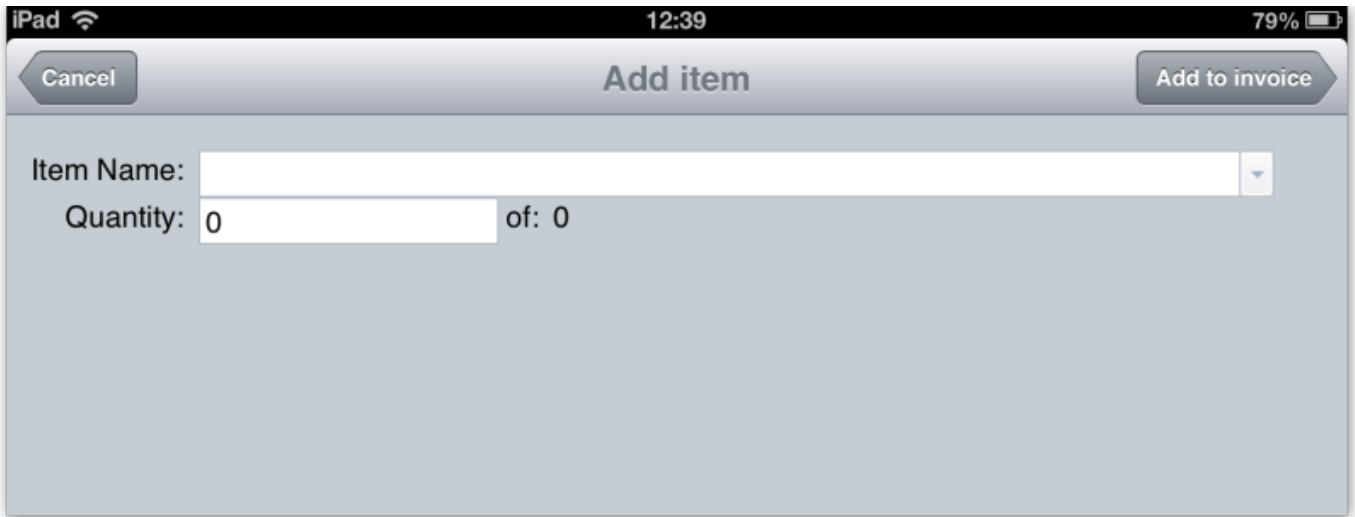 iPad 12:39 79%
Cancel Add item Add to invoice
Item Name:
Quantity: 0 of: 0